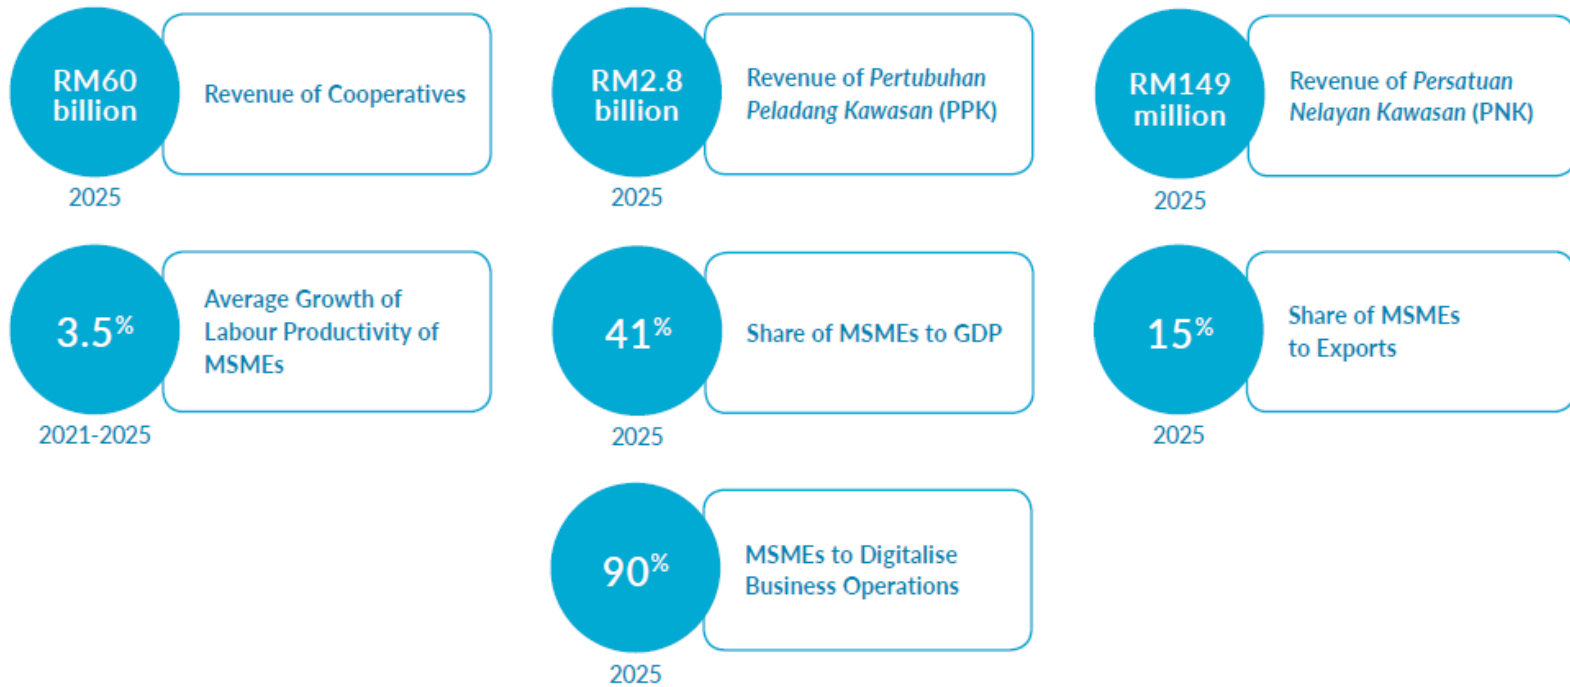 RM60
billion
Revenue of Cooperatives
2025
RM2.8
billion
Revenue of Pertubuhan
Peladang Kawasan (PPK)
2025
RM149
million
Revenue of Persatuan
Nelayan Kawasan (PNK)
2025
3.5%
Average Growth of
Labour Productivity of
MSMEs
2021-2025
41%
Share of MSMEs to GDP
2025
15%
Share of MSMEs
to Exports
2025
90%
MSMEs to Digitalise
Business Operations
2025